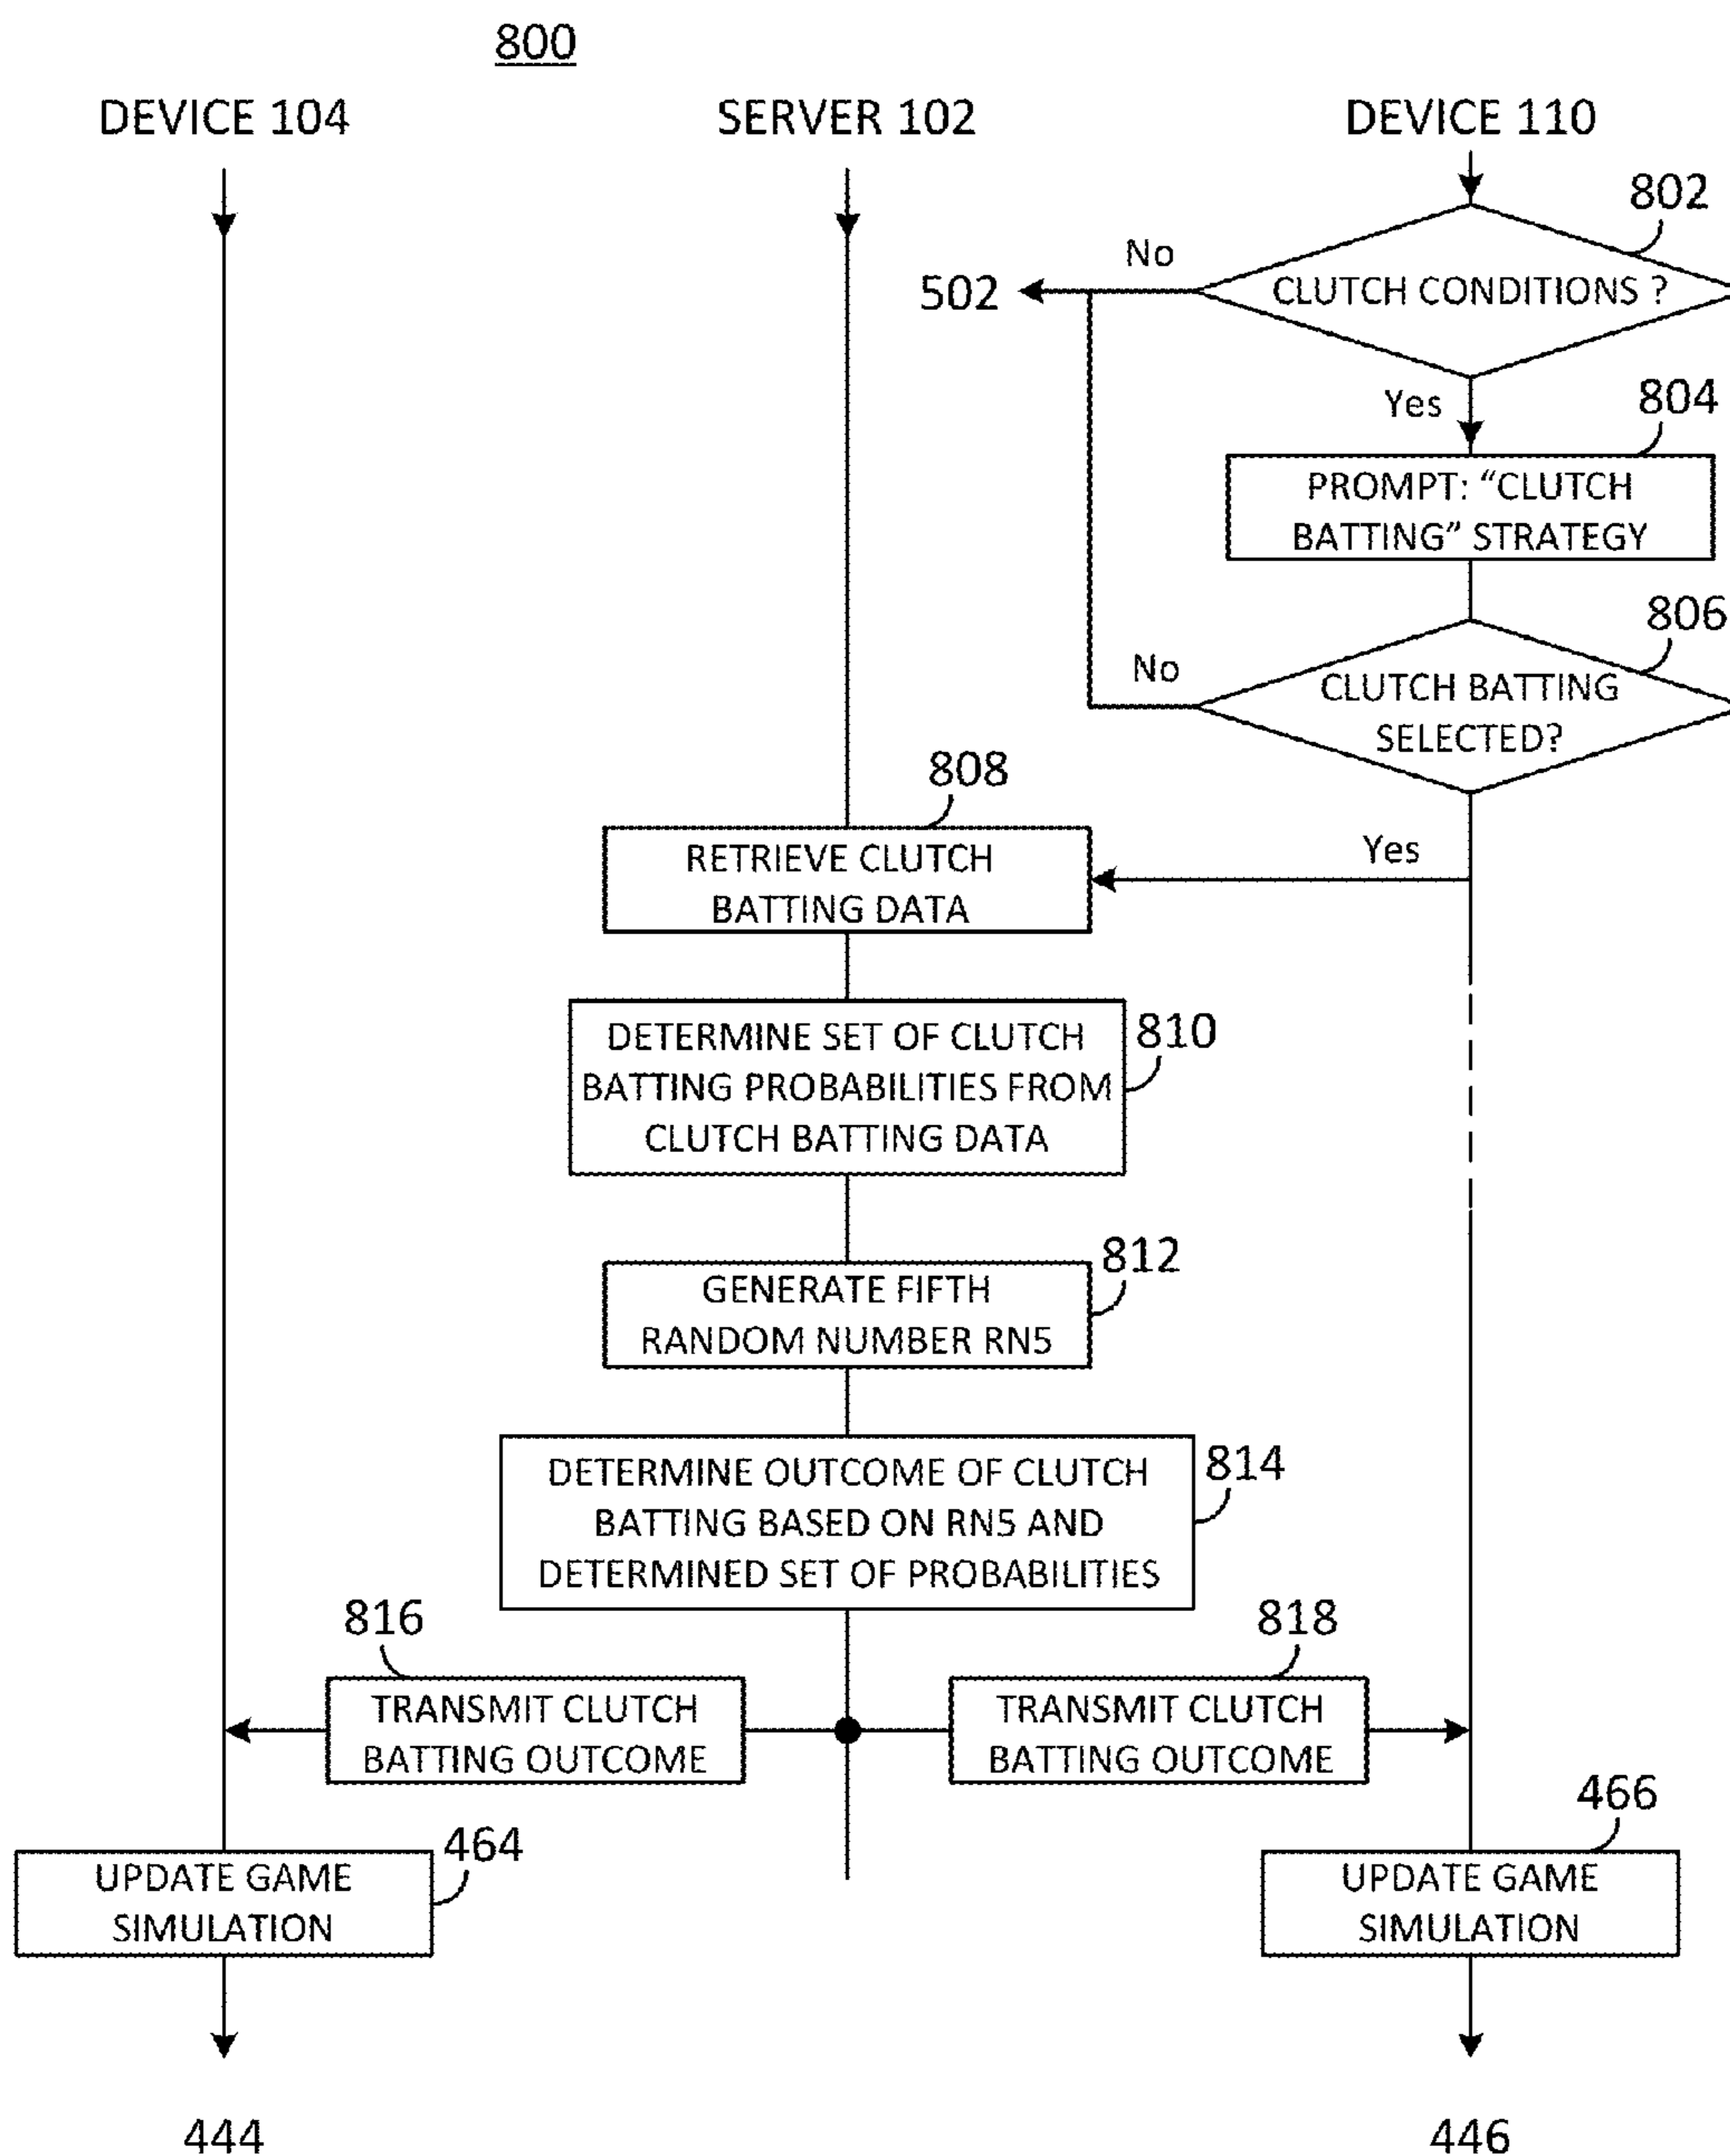 800
DEVICE 104
SERVER 102
DEVICE 110
802
No
502
CLUTCH CONDITIONS ?
Yes
804
PROMPT: “CLUTCH
BATTING” STRATEGY
806
No
CLUTCH BATTING
SELECTED?
808
Yes
RETRIEVE CLUTCH
BATTING DATA
810
DETERMINE SET OF CLUTCH
BATTING PROBABILITIES FROM
CLUTCH BATTING DATA
812
GENERATE FIFTH
RANDOM NUMBER RN5
814
DETERMINE OUTCOME OF CLUTCH
BATTING BASED ON RN5 AND
DETERMINED SET OF PROBABILITIES
816
818
TRANSMIT CLUTCH
BATTING OUTCOME
TRANSMIT CLUTCH
BATTING OUTCOME
464
466
UPDATE GAME
SIMULATION
UPDATE GAME
SIMULATION
444
446